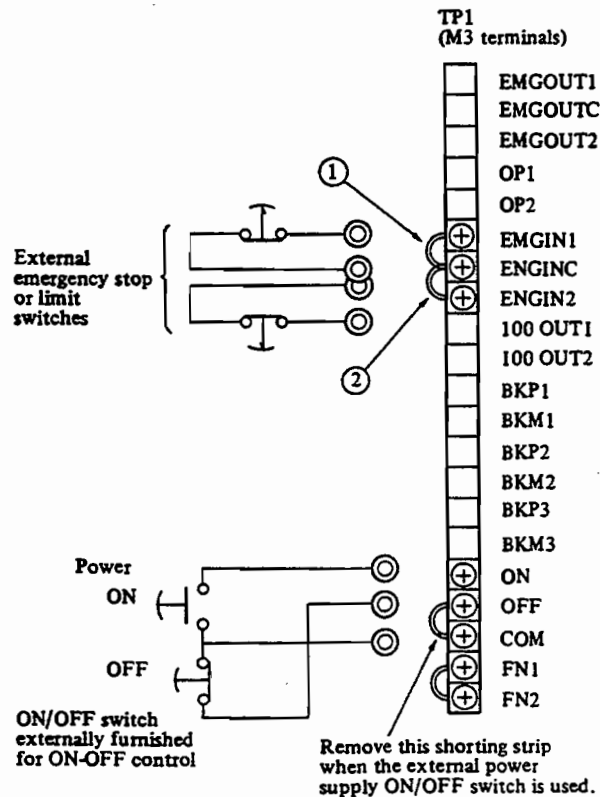 TP1
(M3 terminals)
EMGOUT1
EMGOUTC
EMGOUT2
OP1
OP2
EMGIN1
ENGINC
ENGIN2
100 OUT1
100 OUT2
BKP1
BKM1
BKP2
BKM2
BKP3
BKM3
ON
OFF
COM
FN1
FN2
1
2
External
emergency stop
or limit
switches
Power
ON
OFF
ON/OFF switch
externally furnished
for ON-OFF control
Remove this shorting strip
when the external power
supply ON/OFF switch is used.